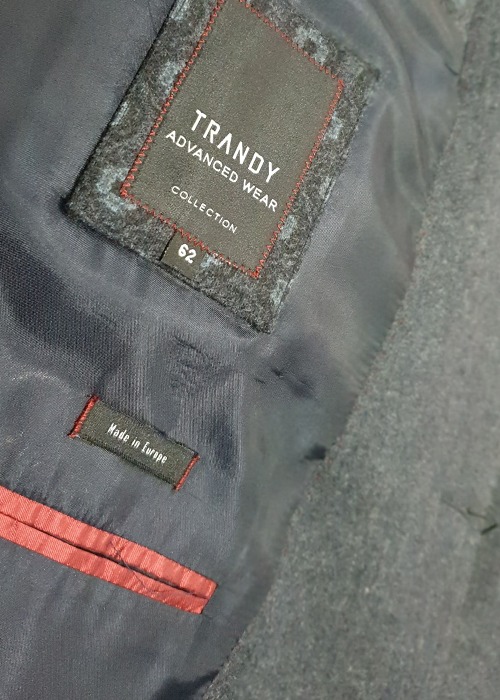 TRANDY
ADVANCED WEAR
COLLECTION
62
Made in Europe